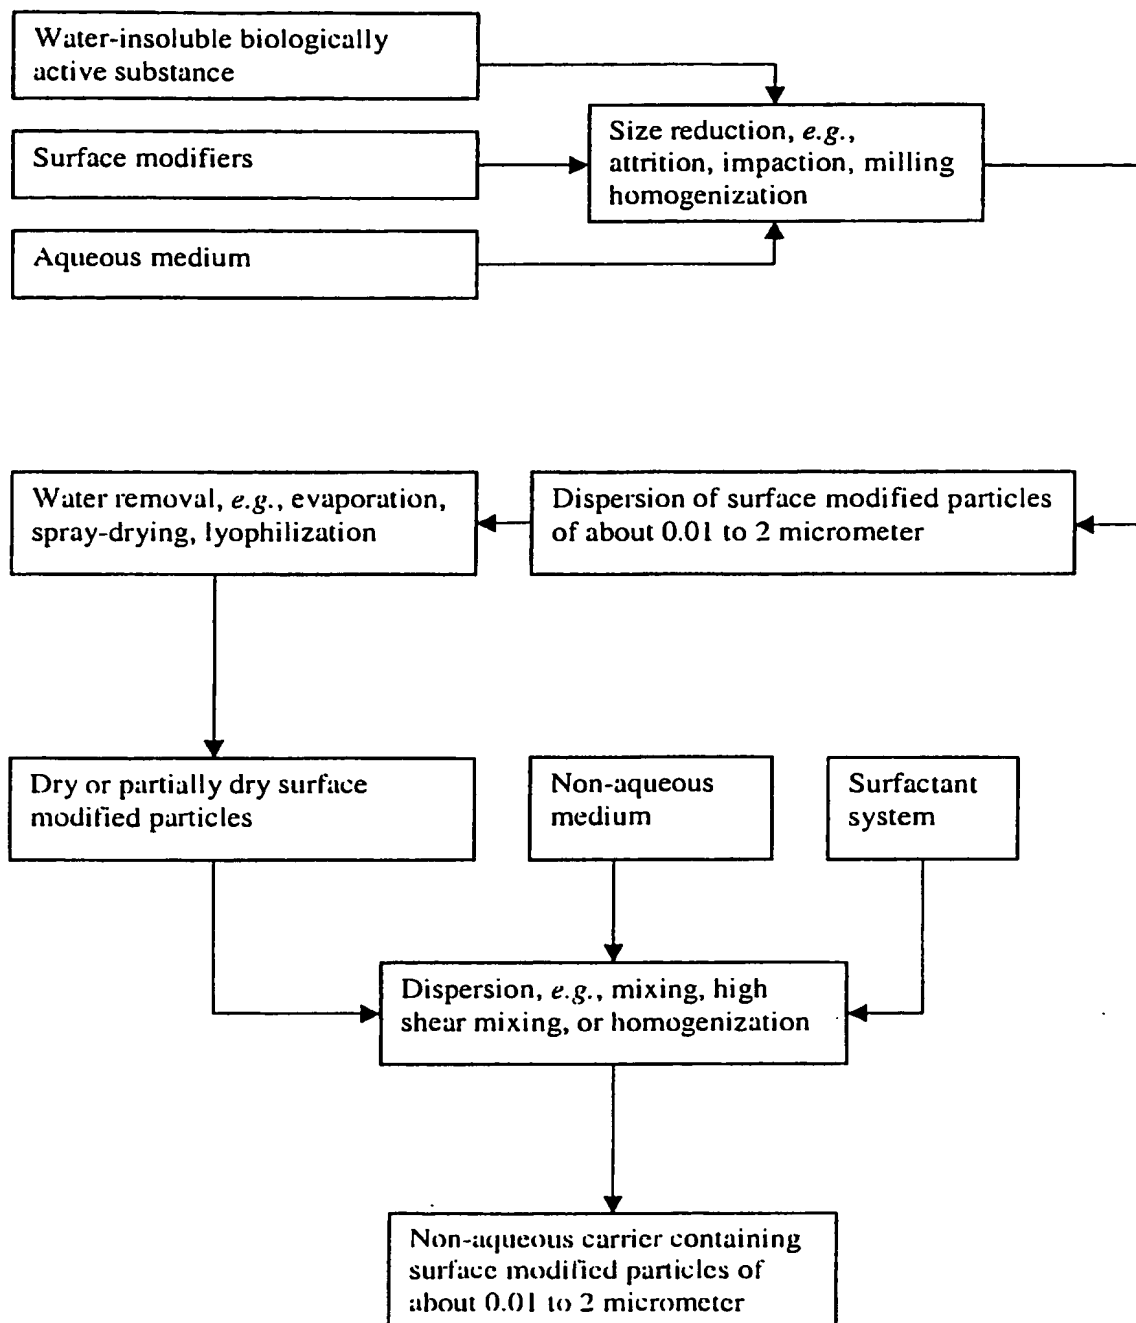 Water-insoluble biologically
active substance
Surface modifiers
Aqueous medium
Size reduction, e.g.,
attrition, impaction, milling
homogenization
Water removal, e.g., evaporation,
spray-drying, lyophilization
Dispersion of surface modified particles
of about 0.01 to 2 micrometer
Dry or partially dry surface
modified particles
Non-aqueous
medium
Surfactant
system
Dispersion, e.g., mixing, high
shear mixing, or homogenization
Non-aqueous carrier containing
surface modified particles of
about 0.01 to 2 micrometer